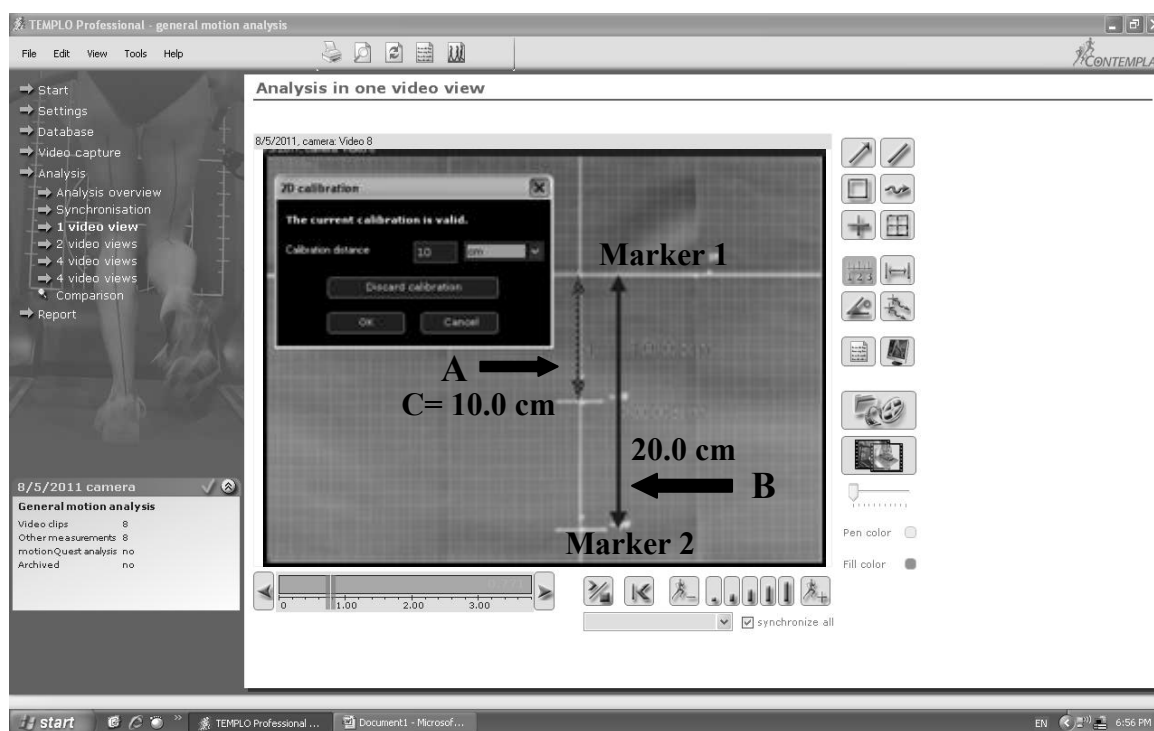 TEMPLO Professional - general motion analysis
File Edit View Tools Help
CONTEMPLA
Start
Settings
Database
Video capture
Analysis
Analysis overview
Synchronisation
1 video view
2 video views
4 video views
4 video views
Comparison
Report
8/5/2011 camera
General motion analysis
Video clips 8
Other measurements 8
motionQuest analysis no
Archived no
Analysis in one video view
8/5/2011, camera: Video 8
2D calibration
The current calibration is valid.
Calibration distance 10 cm
Discard calibration
OK Cancel
Marker 1
A
C= 10.0 cm
20.0 cm
B
Marker 2
1 2 3
Pen color
Fill color
0 1.00 2.00 3.00
synchronize all
start TEMPLO Professional ... Document1 - Microsof... EN 6:56 PM